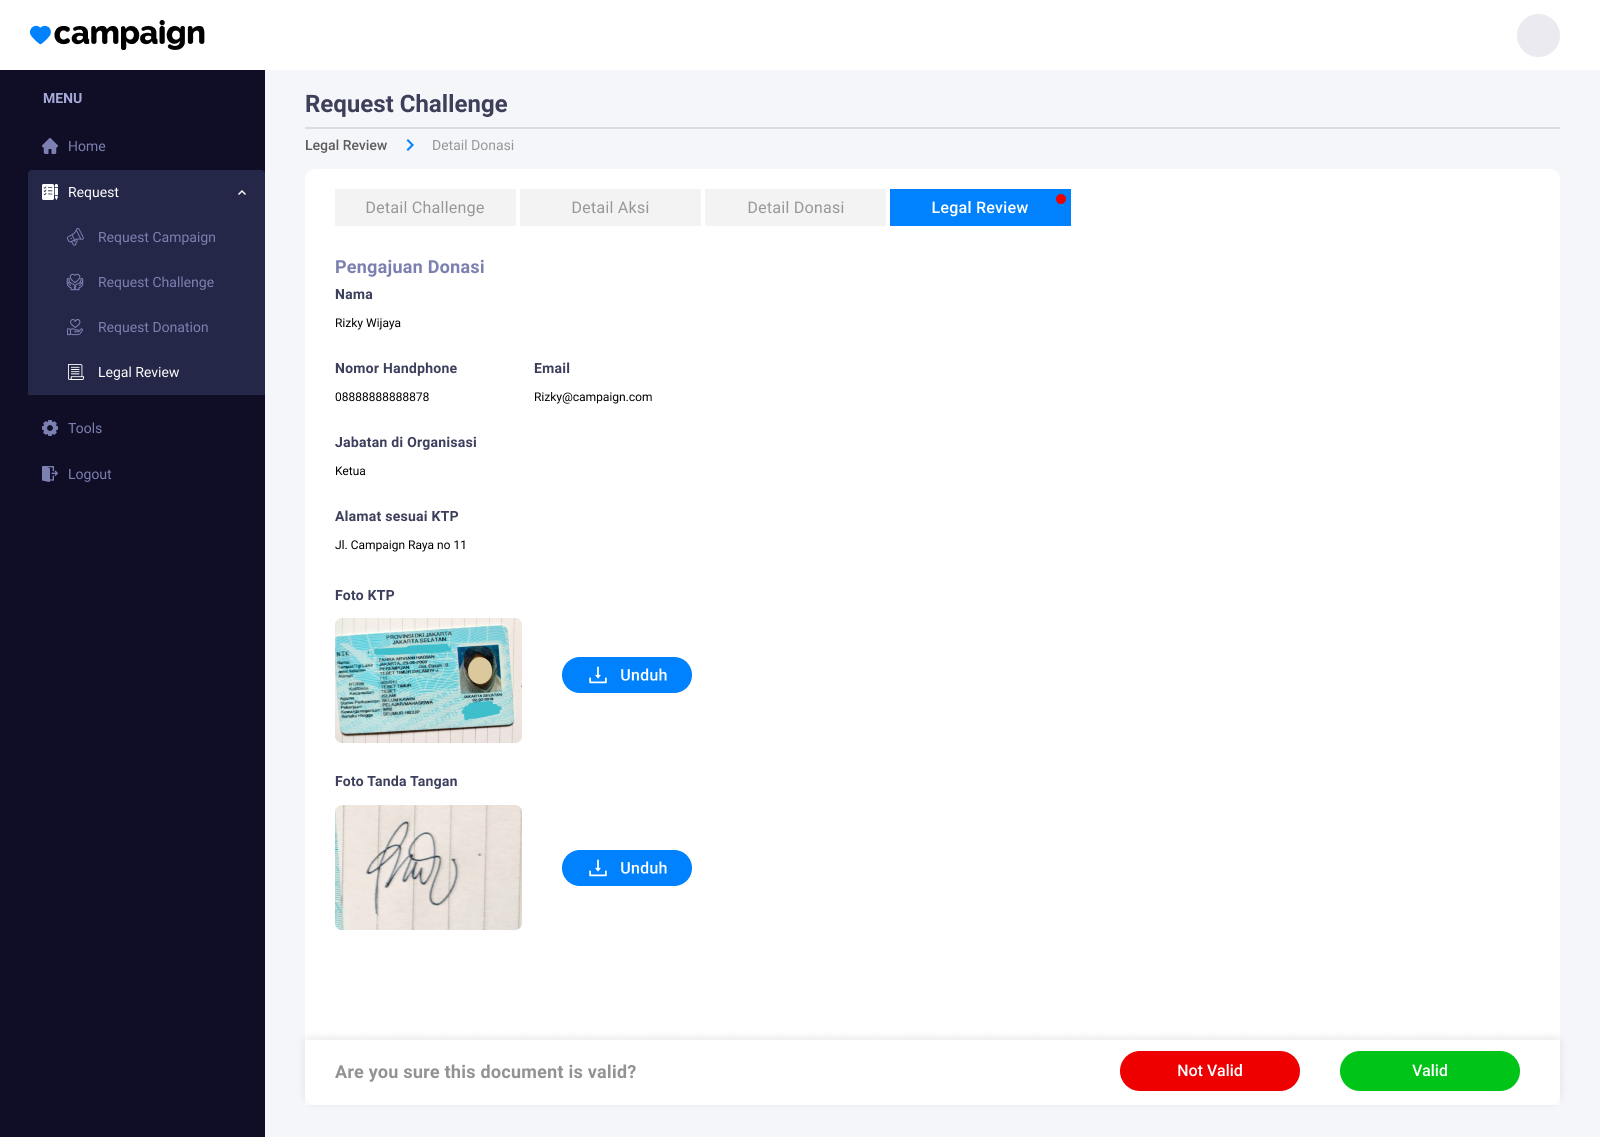 campaign
MENU
Home
Request
Request Campaign
Request Challenge
Request Donation
Legal Review
Tools
Logout
Request Challenge
Legal Review
Detail Donasi
Detail Challenge
Detail Aksi
Detail Donasi
Legal Review
Pengajuan Donasi
Nama
Rizky Wijaya
Nomor Handphone
Email
08888888888878
Rizky@campaign.com
Jabatan di Organisasi
Ketua
Alamat sesuai KTP
Jl. Campaign Raya no 11
Foto KTP
PROVINSI DKI JAKARTA
JAKARTA SELATAN
NIK
Unduh
Foto Tanda Tangan
Unduh
Are you sure this document is valid?
Not Valid
Valid